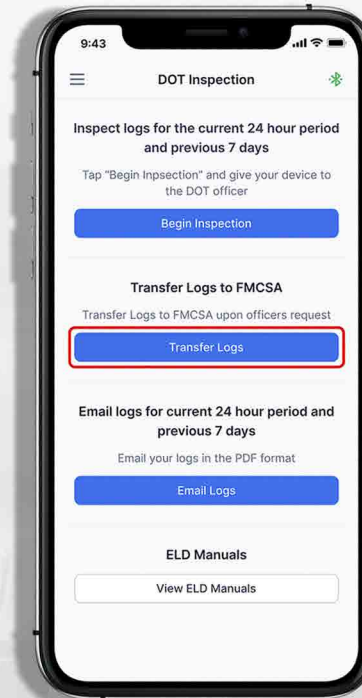 9:43
DOT Inspection
Inspect logs for the current 24 hour period
and previous 7 days
Tap "Begin Inpsection" and give your device to
the DOT officer
Begin Inspection
Transfer Logs to FMCSA
Transfer Logs to FMCSA upon officers request
Transfer Logs
Email logs for current 24 hour period and
previous 7 days
Email your logs in the PDF format
Email Logs
ELD Manuals
View ELD Manuals